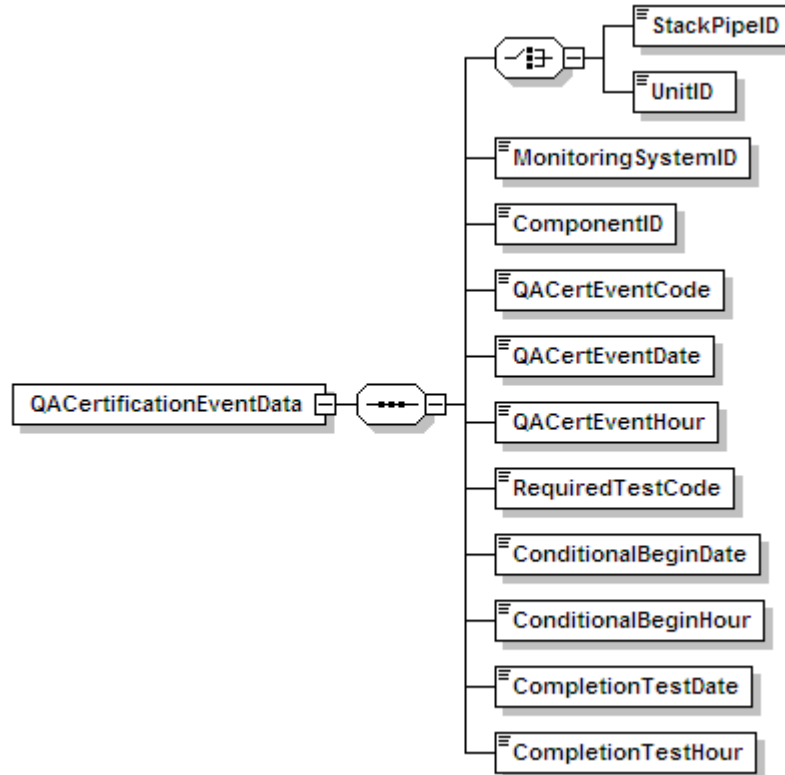 StackPipeID
UnitID
MonitoringSystemID
ComponentID
QACertEventCode
QACertEventDate
QACertificationEventData
QACertEventHour
RequiredTestCode
ConditionalBeginDate
ConditionalBeginHour
CompletionTestDate
CompletionTestHour